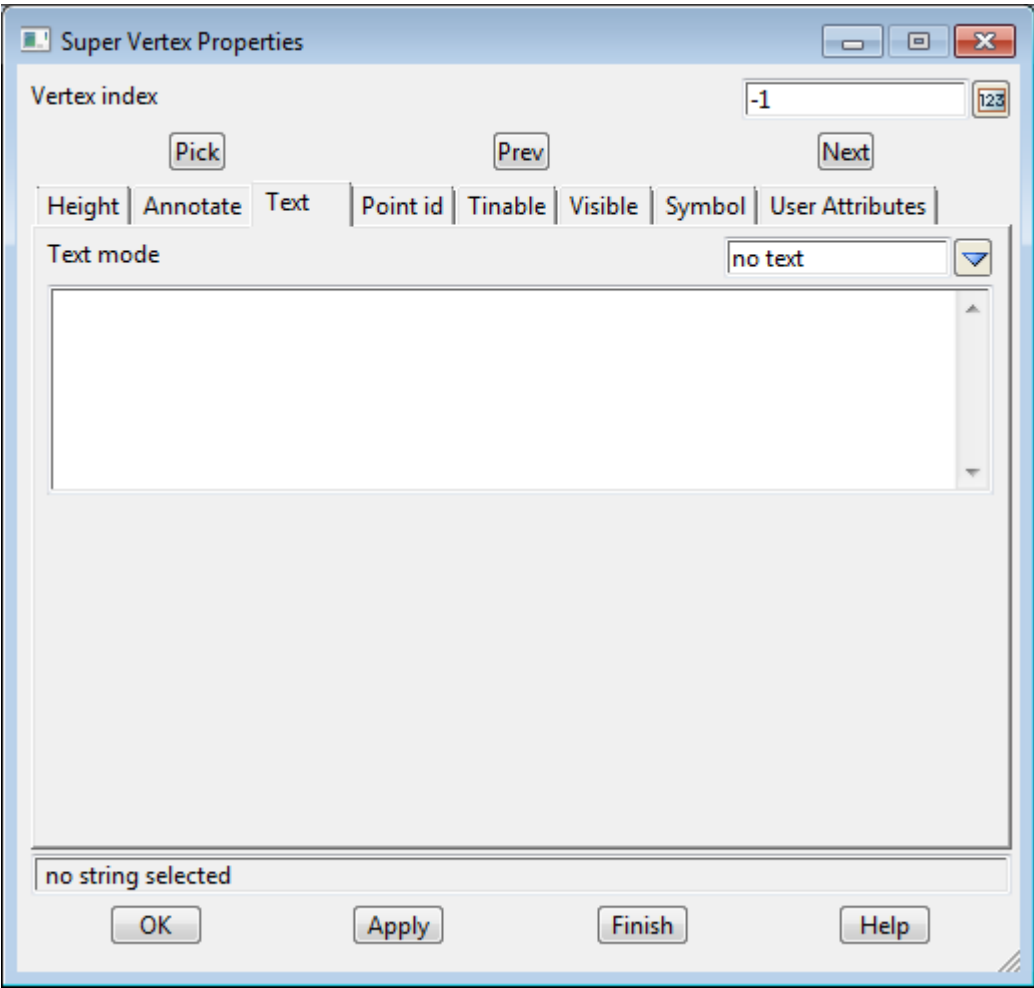 Super Vertex Properties
Vertex index -1 123
Pick Prev Next
Height Annotate Text Point id Tinable Visible Symbol User Attributes
Text mode no text
no string selected
OK Apply Finish Help